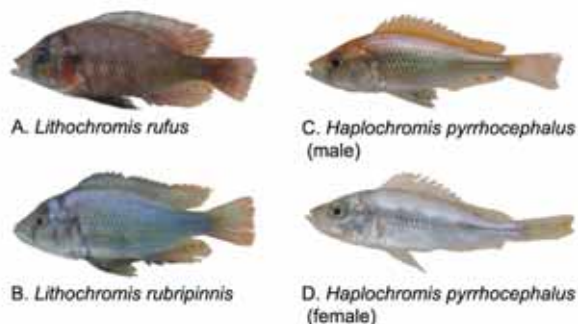 A. Lithochromis rufus
C. Haplochromis pyrrhocephalus
(male)
B. Lithochromis rubripinnis
D. Haplochromis pyrrhocephalus
(female)